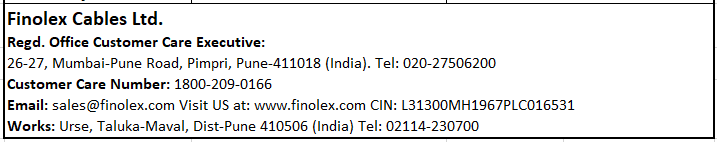 Finolex Cables Ltd.
Regd. Office Customer Care Executive:
26-27, Mumbai-Pune Road, Pimpri, Pune-411018 (India). Tel: 020-27506200
Customer Care Number: 1800-209-0166
Email: sales@finolex.com Visit US at: www.finolex.com CIN: L31300MH1967PLC016531
Works: Urse, Taluka-Maval, Dist-Pune 410506 (India) Tel: 02114-230700